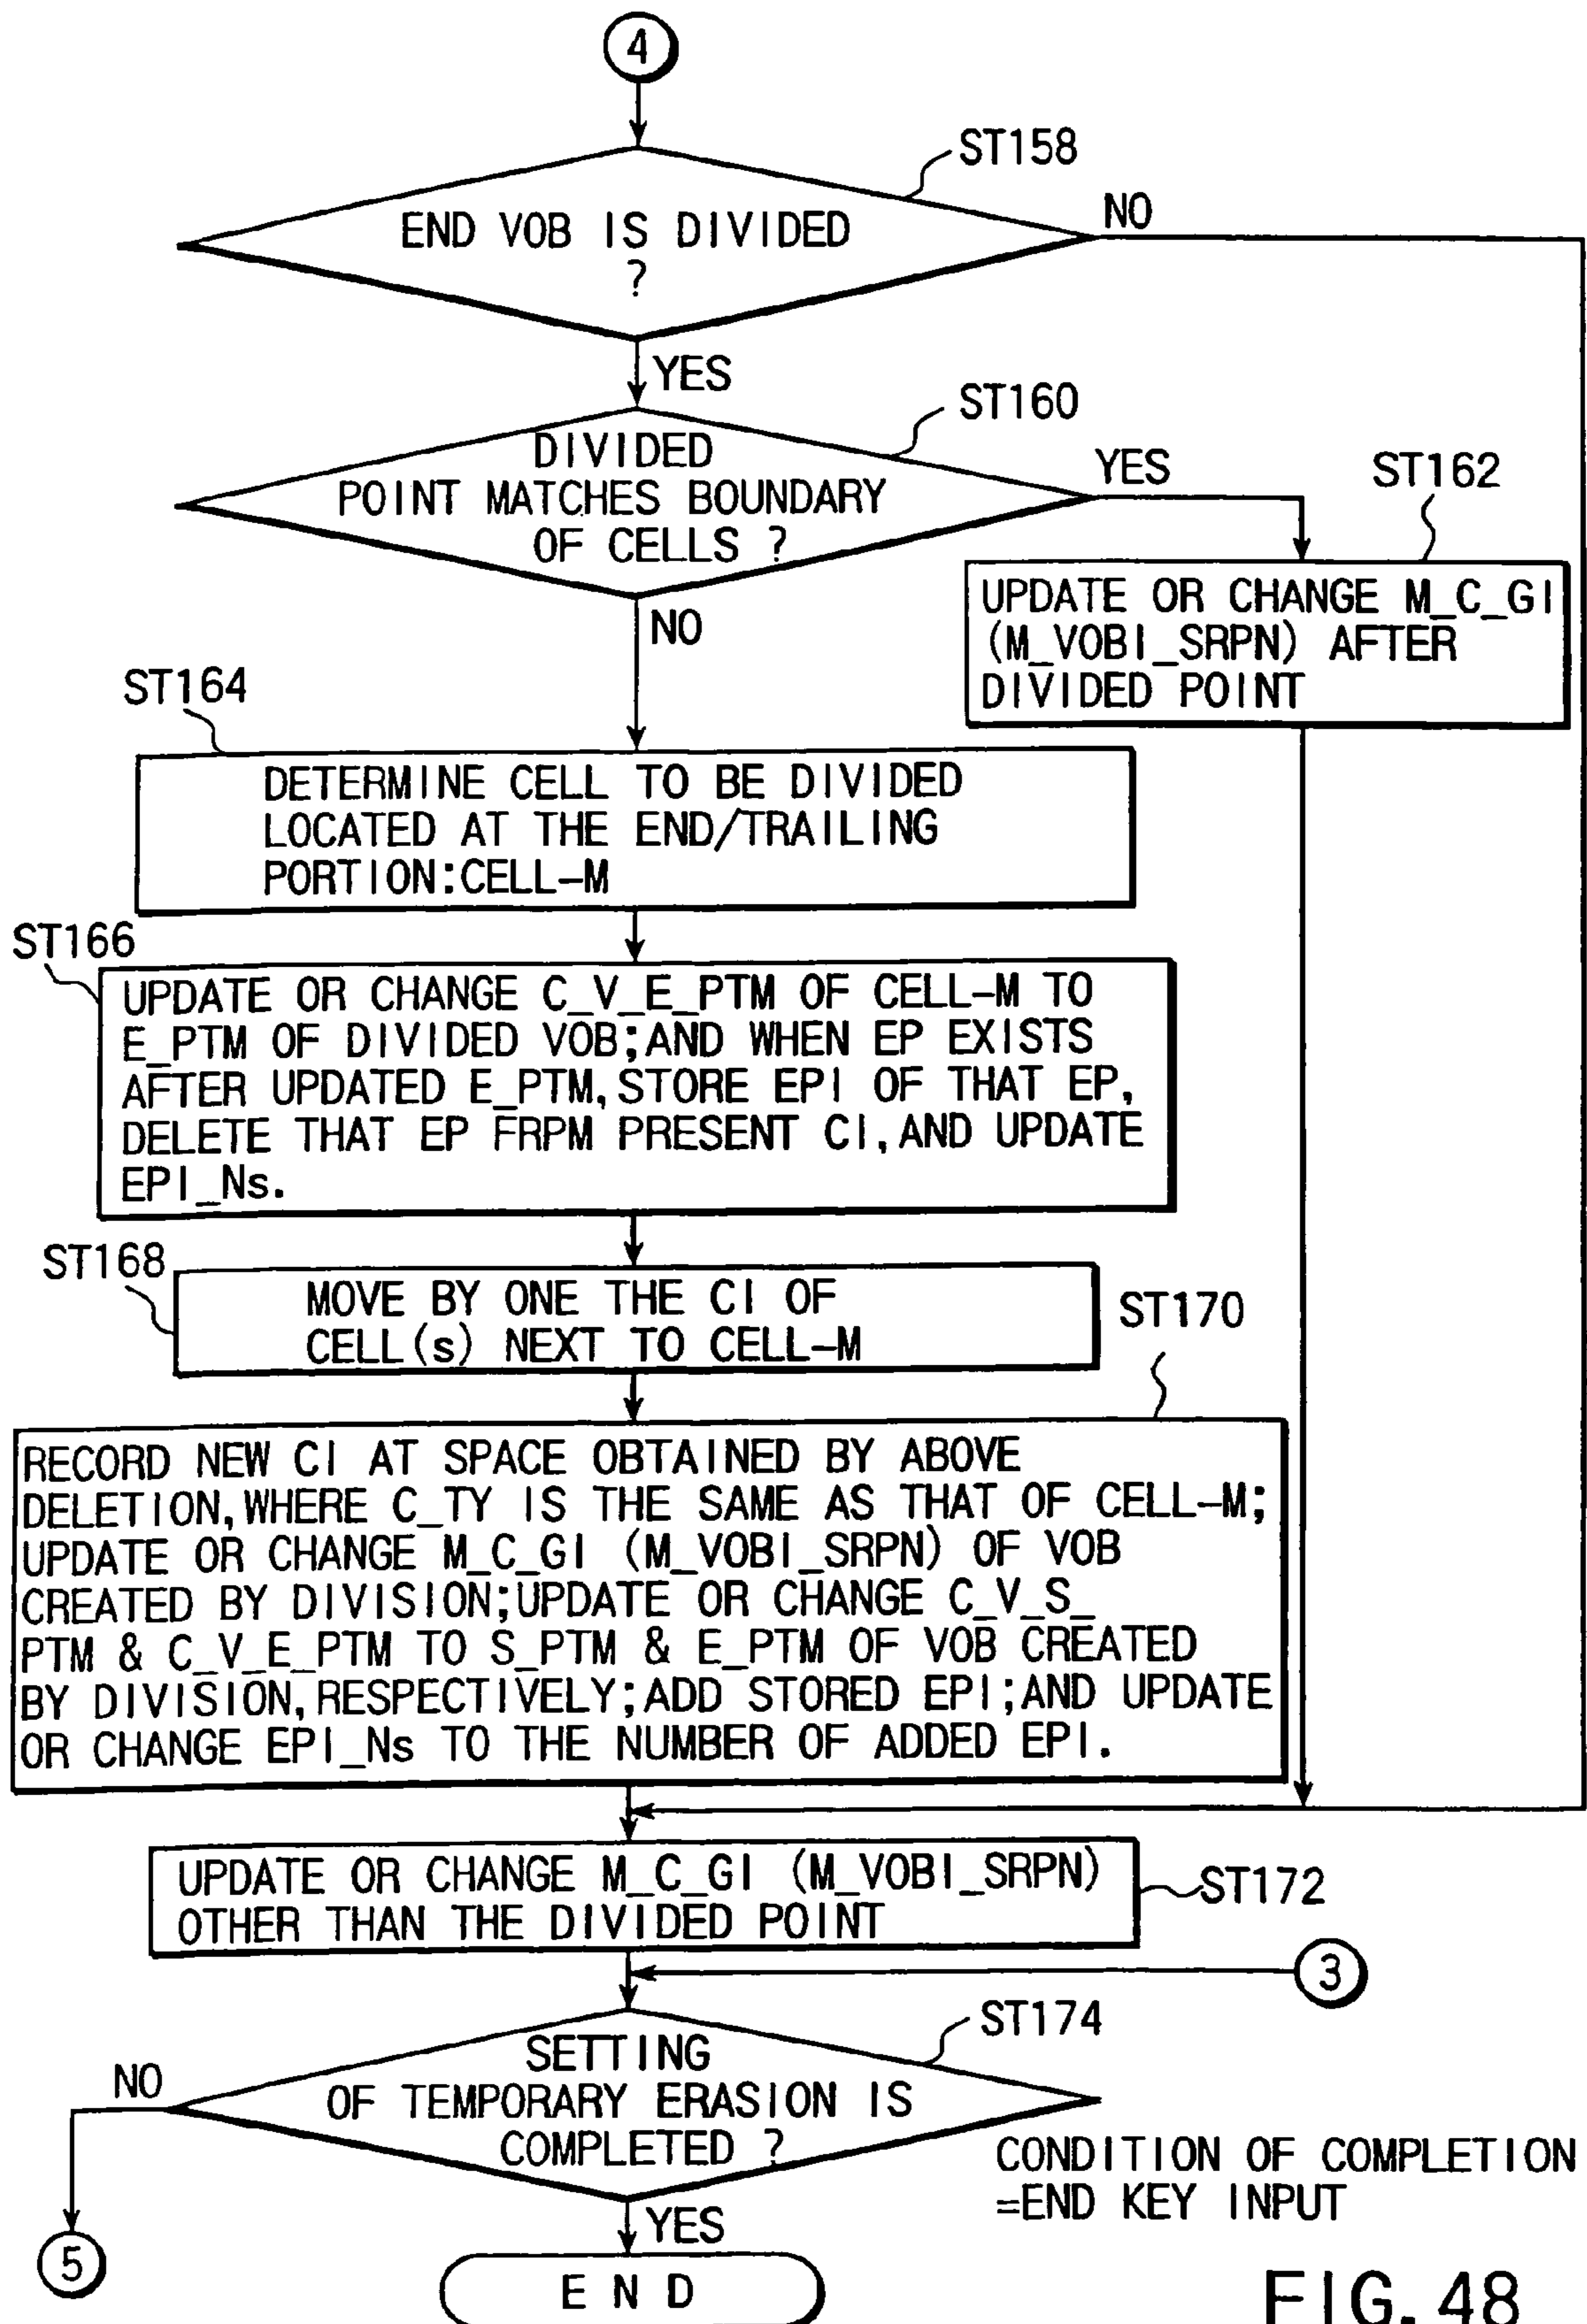 4
ST158
END VOB IS DIVIDED
?
NO
YES
ST160
DIVIDED
POINT MATCHES BOUNDARY
OF CELLS ?
YES
ST162
UPDATE OR CHANGE M_C_GI
(M_VOBI_SRPN) AFTER
DIVIDED POINT
NO
ST164
DETERMINE CELL TO BE DIVIDED
LOCATED AT THE END/TRAILING
PORTION:CELL-M
ST166
UPDATE OR CHANGE C_V_E_PTM OF CELL-M TO
E_PTM OF DIVIDED VOB;AND WHEN EP EXISTS
AFTER UPDATED E_PTM,STORE EPI OF THAT EP,
DELETE THAT EP FRPM PRESENT CI,AND UPDATE
EPI_Ns.
ST168
MOVE BY ONE THE CI OF
CELL(s) NEXT TO CELL-M
ST170
RECORD NEW CI AT SPACE OBTAINED BY ABOVE
DELETION,WHERE C_TY IS THE SAME AS THAT OF CELL-M;
UPDATE OR CHANGE M_C_GI (M_VOBI_SRPN) OF VOB
CREATED BY DIVISION;UPDATE OR CHANGE C_V_S_
PTM & C_V_E_PTM TO S_PTM & E_PTM OF VOB CREATED
BY DIVISION,RESPECTIVELY;ADD STORED EPI;AND UPDATE
OR CHANGE EPI_Ns TO THE NUMBER OF ADDED EPI.
UPDATE OR CHANGE M_C_GI (M_VOBI_SRPN)
OTHER THAN THE DIVIDED POINT
ST172
3
ST174
SETTING
OF TEMPORARY ERASION IS
COMPLETED ?
NO
CONDITION OF COMPLETION
=END KEY INPUT
YES
5
END
FIG. 48